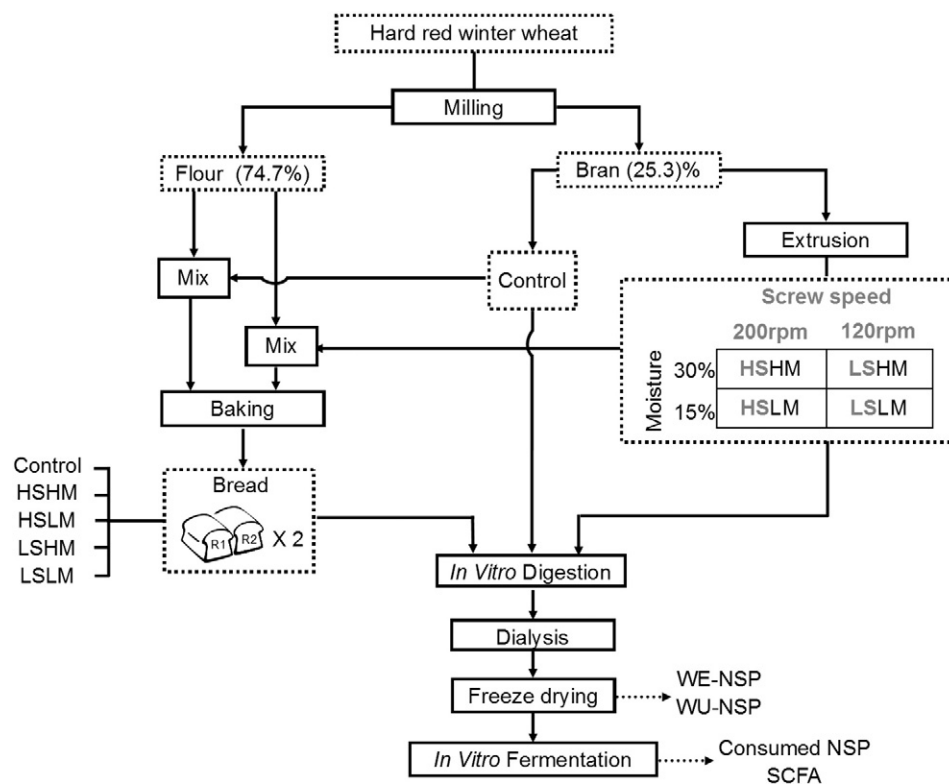 Hard red winter wheat
Milling
Flour (74.7%)
Bran (25.3)%
Extrusion
Mix
Control
Screw speed
200rpm 120rpm
Mix
Moisture
30% HSHM LSHM
15% HSLM LSLM
Baking
Control
HSHM
HSLM
LSHM
LSLM
Bread
R1 R2 X 2
In Vitro Digestion
Dialysis
Freeze drying
WE-NSP
WU-NSP
In Vitro Fermentation
Consumed NSP
SCFA